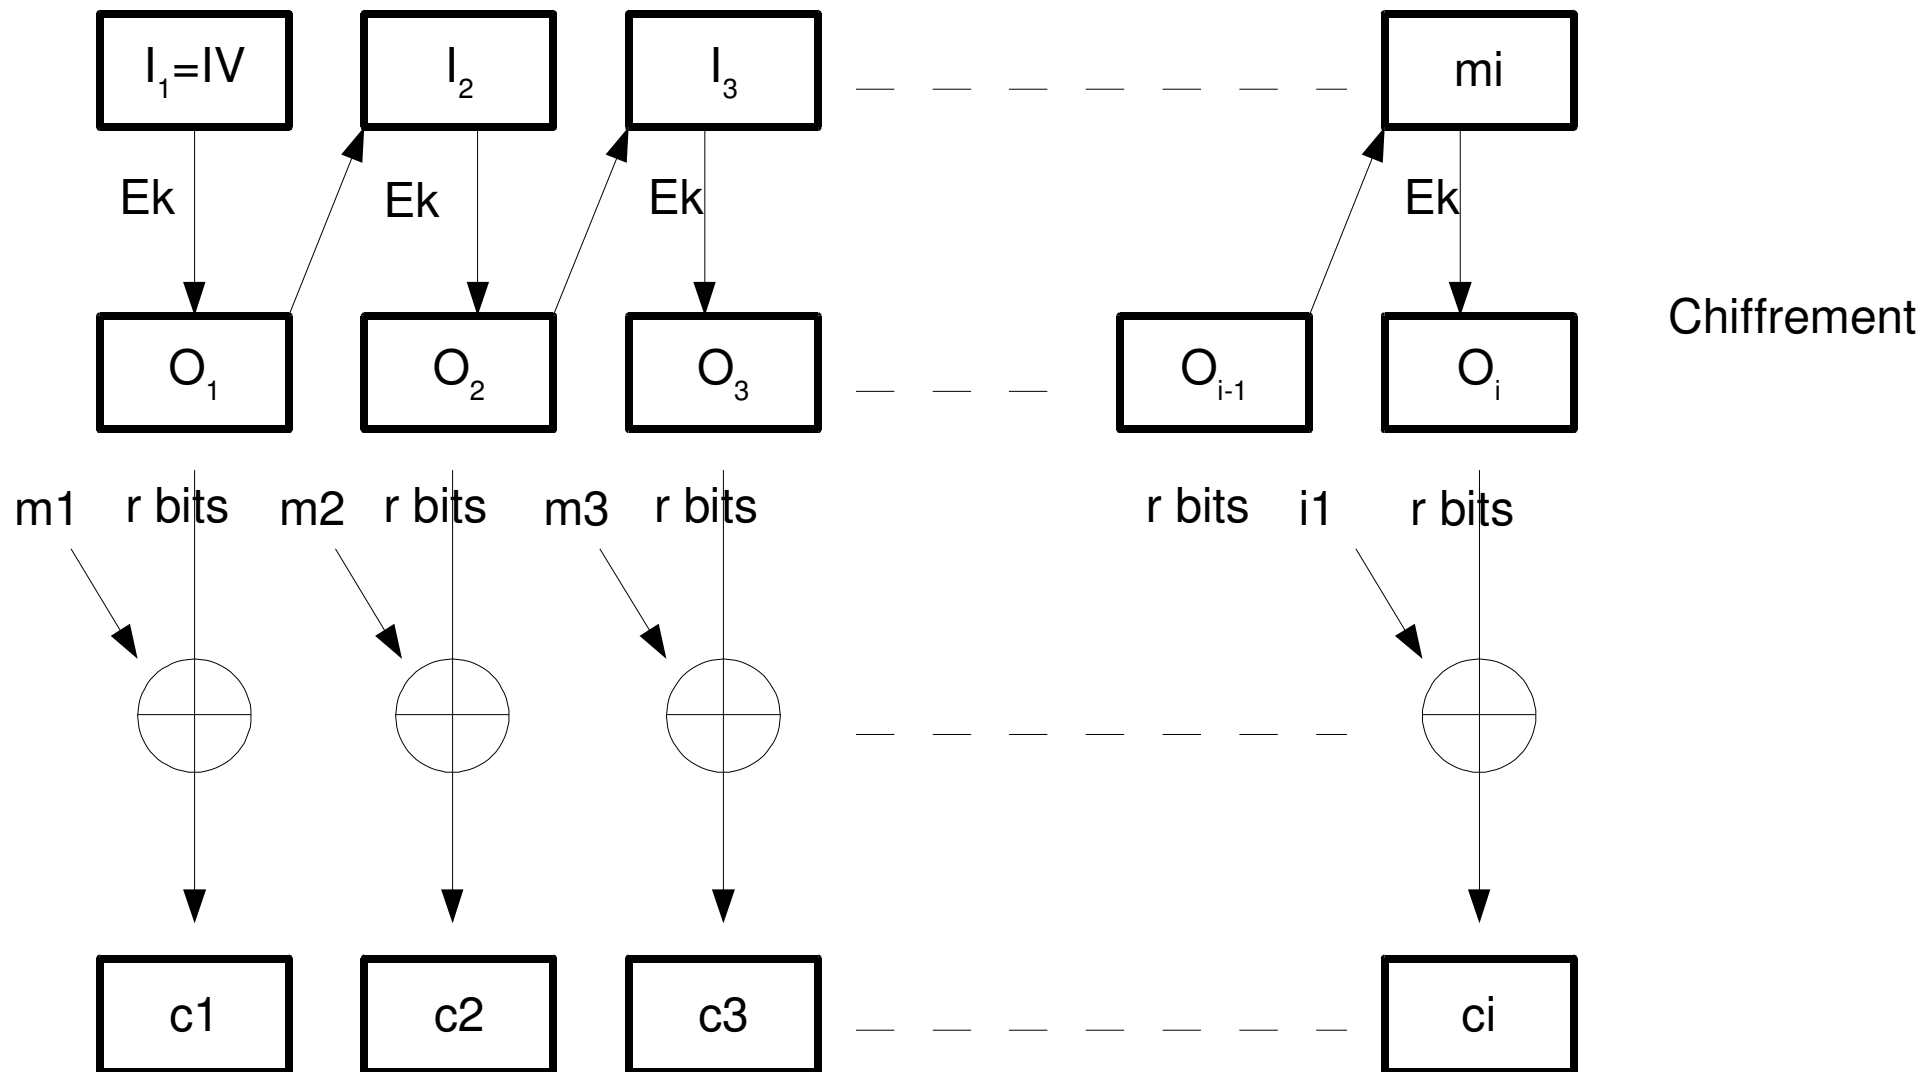 I₁=IV I₂ I₃ mi
Ek Ek Ek Ek
Chiffrement
O₁ O₂ O₃ Oi-1 Oi
m1 r bits m2 r bits m3 r bits r bits i1 r bits
c1 c2 c3 ci